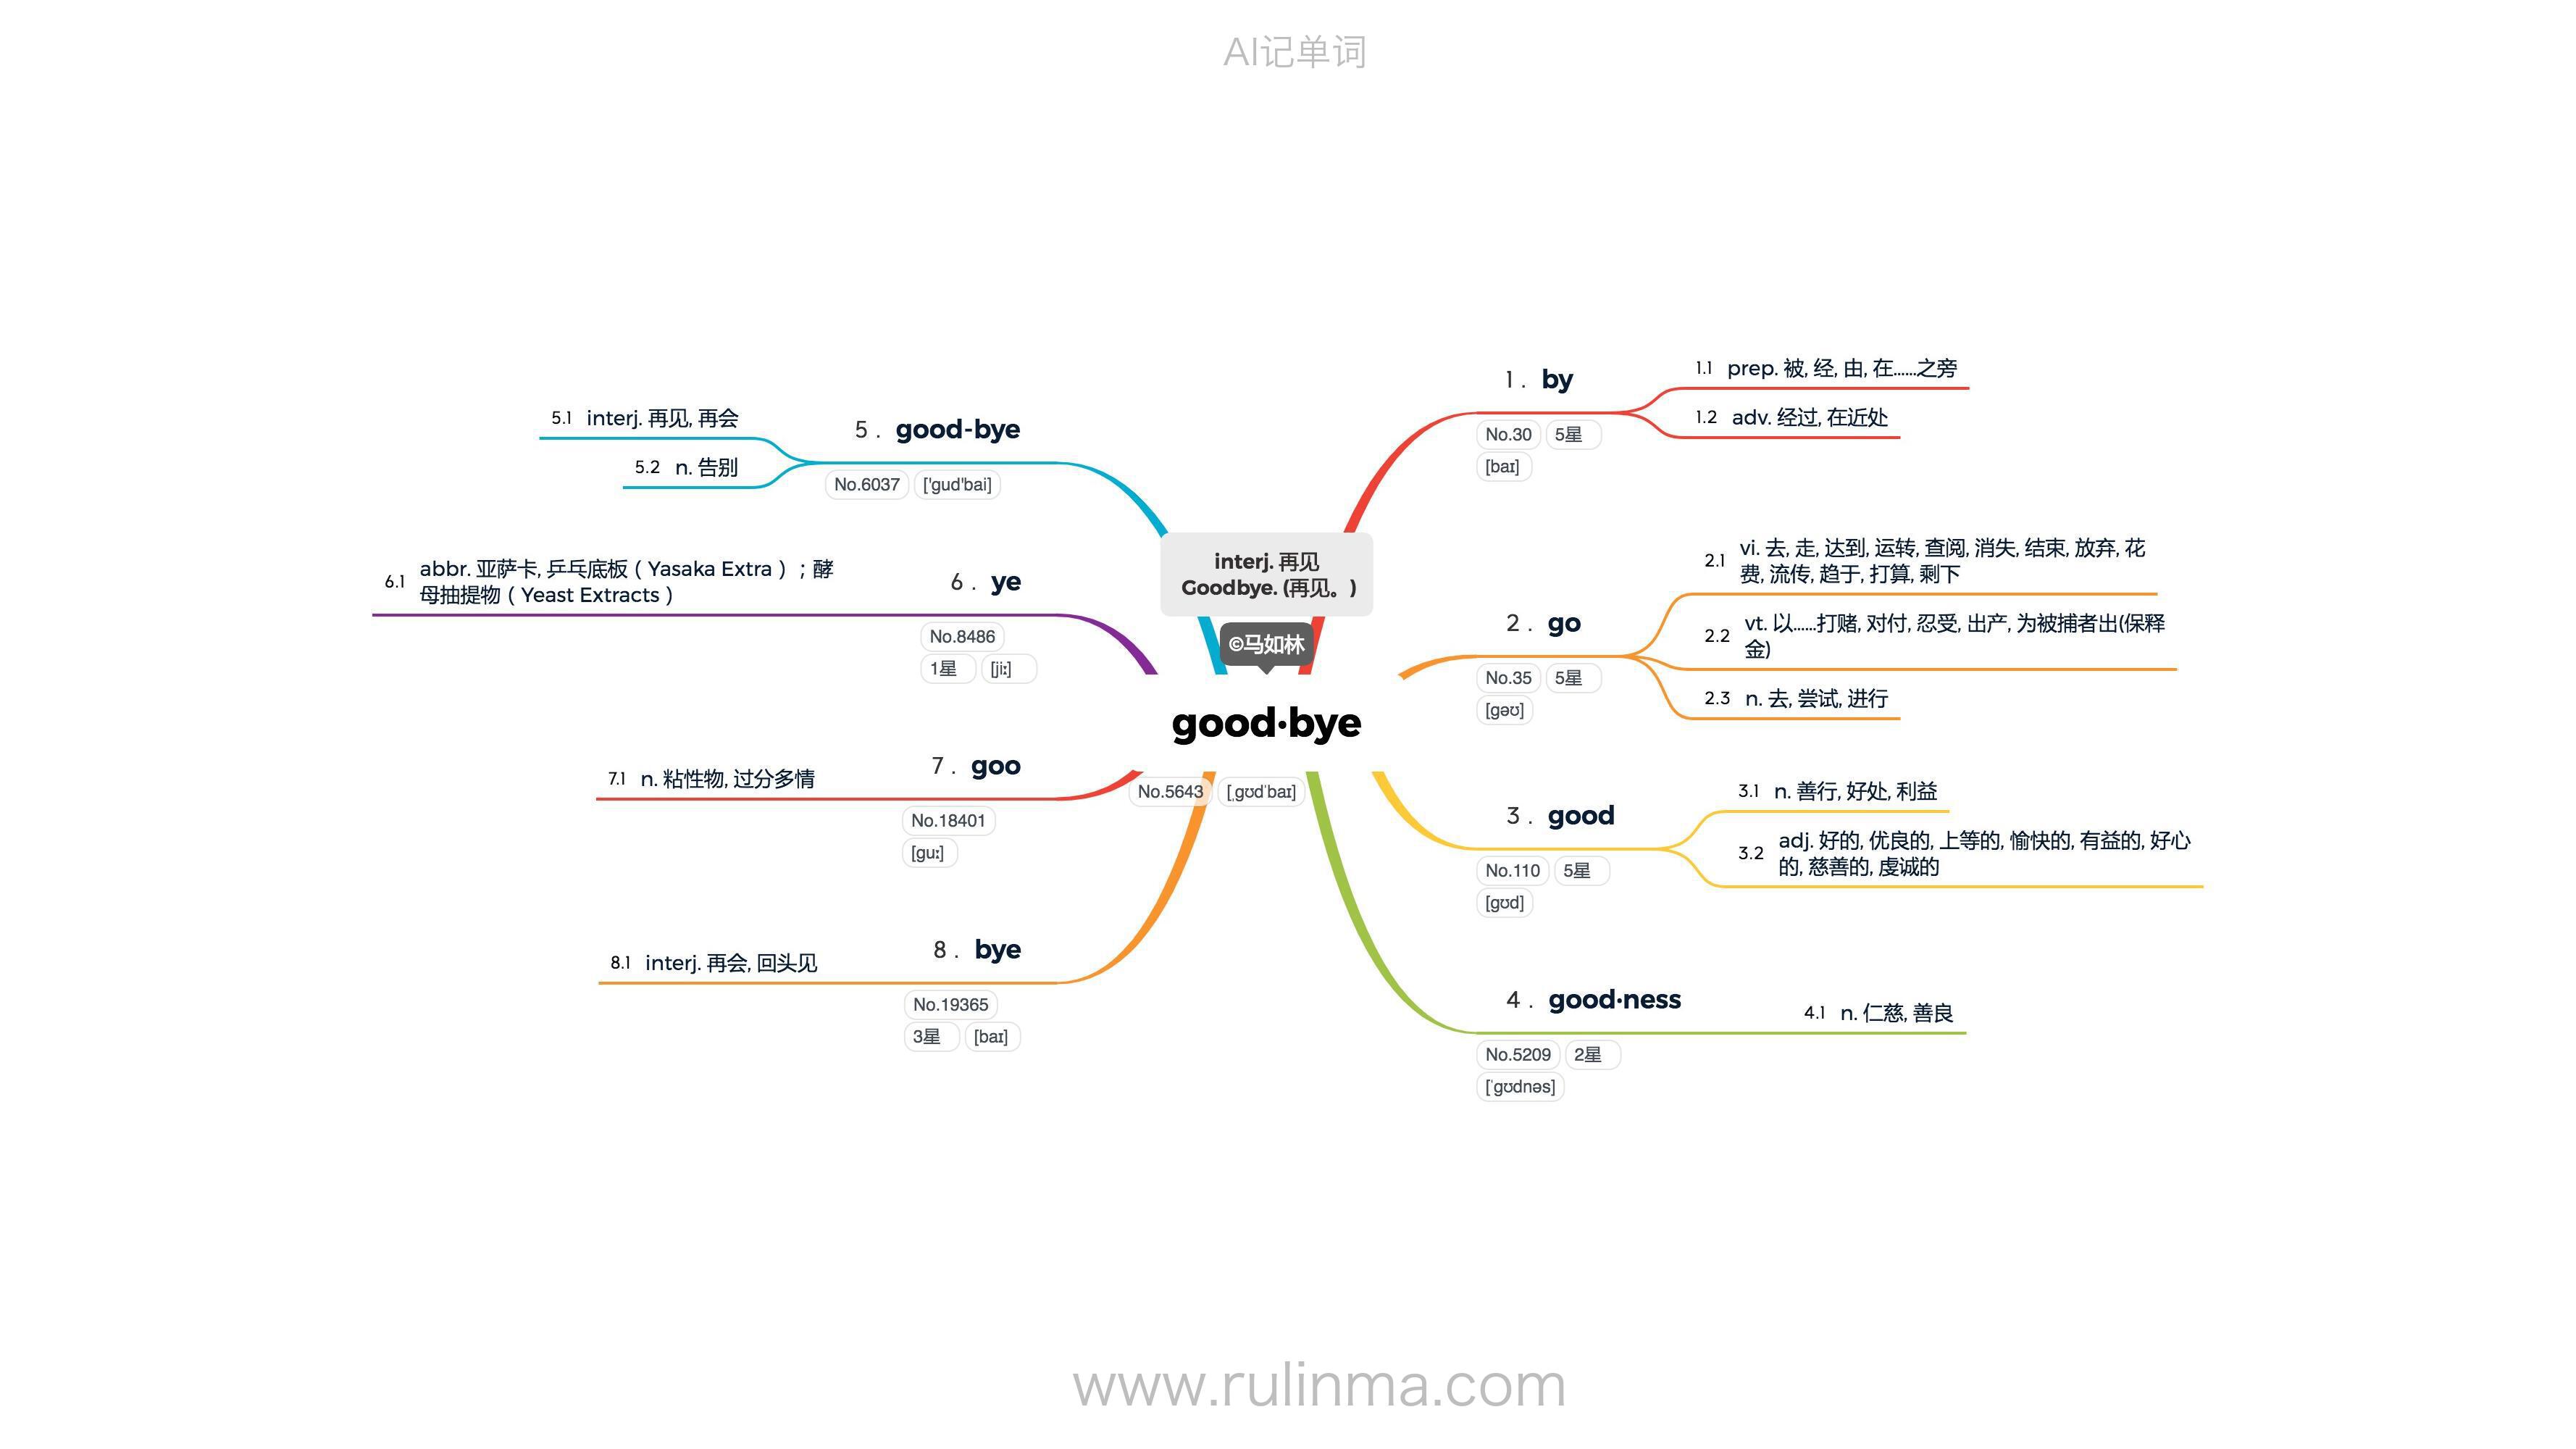 AI记单词
interj. 再见
Goodbye. (再见。)
©马如林
good·bye
No.5643 [ˌɡʊdˈbaɪ]
1 . by
No.30 5星
[baɪ]
1.1 prep. 被, 经, 由, 在……之旁
1.2 adv. 经过, 在近处
2 . go
No.35 5星
[ɡəʊ]
2.1 vi. 去, 走, 达到, 运转, 查阅, 消失, 结束, 放弃, 花
费, 流传, 趋于, 打算, 剩下
2.2 vt. 以……打赌, 对付, 忍受, 出产, 为被捕者出(保释
金)
2.3 n. 去, 尝试, 进行
3 . good
No.110 5星
[ɡʊd]
3.1 n. 善行, 好处, 利益
3.2 adj. 好的, 优良的, 上等的, 愉快的, 有益的, 好心
的, 慈善的, 虔诚的
4 . good·ness
No.5209 2星
[ˈɡʊdnəs]
4.1 n. 仁慈, 善良
5 . good-bye
No.6037 ['gud'bai]
5.1 interj. 再见, 再会
5.2 n. 告别
6 . ye
No.8486
1星 [jiː]
6.1 abbr. 亚萨卡, 乒乓底板（Yasaka Extra）；酵
母抽提物（Yeast Extracts）
7 . goo
No.18401
[ɡuː]
7.1 n. 粘性物, 过分多情
8 . bye
No.19365
3星 [baɪ]
8.1 interj. 再会, 回头见
www.rulinma.com